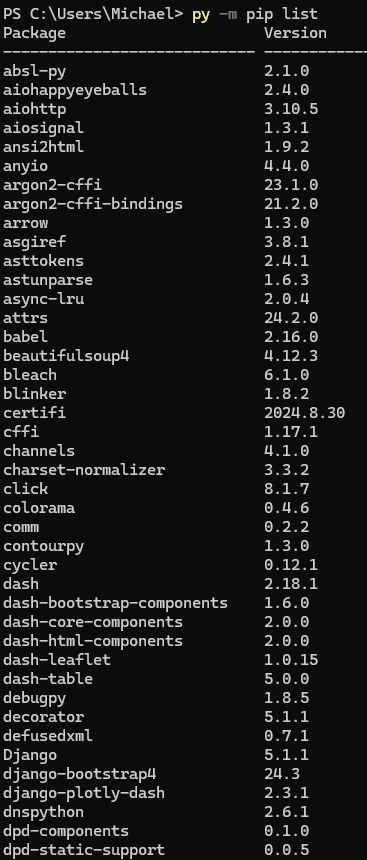 PS C:\Users\Michael> py -m pip list
Package Version
---------------------------- -----------
absl-py 2.1.0
aiohappyeyeballs 2.4.0
aiohttp 3.10.5
aiosignal 1.3.1
ansi2html 1.9.2
anyio 4.4.0
argon2-cffi 23.1.0
argon2-cffi-bindings 21.2.0
arrow 1.3.0
asgiref 3.8.1
asttokens 2.4.1
astunparse 1.6.3
async-lru 2.0.4
attrs 24.2.0
babel 2.16.0
beautifulsoup4 4.12.3
bleach 6.1.0
blinker 1.8.2
certifi 2024.8.30
cffi 1.17.1
channels 4.1.0
charset-normalizer 3.3.2
click 8.1.7
colorama 0.4.6
comm 0.2.2
contourpy 1.3.0
cycler 0.12.1
dash 2.18.1
dash-bootstrap-components 1.6.0
dash-core-components 2.0.0
dash-html-components 2.0.0
dash-leaflet 1.0.15
dash-table 5.0.0
debugpy 1.8.5
decorator 5.1.1
defusedxml 0.7.1
Django 5.1.1
django-bootstrap4 24.3
django-plotly-dash 2.3.1
dnspython 2.6.1
dpd-components 0.1.0
dpd-static-support 0.0.5